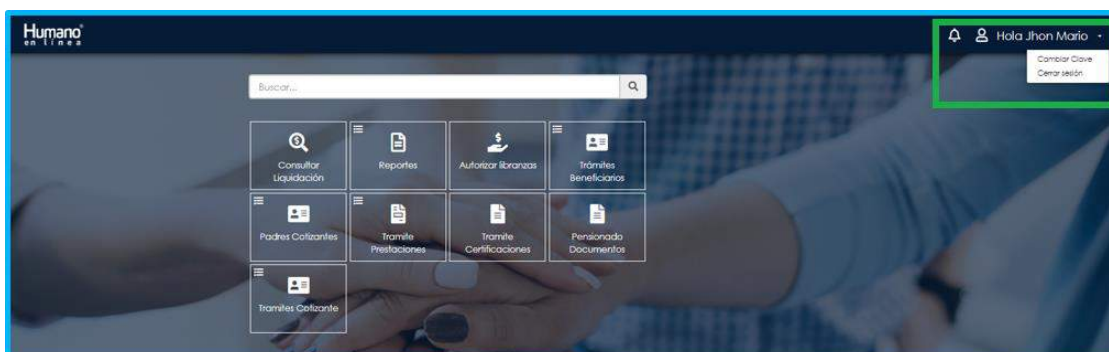 Humano
en línea
Hola Jhon Mario
Cambiar Clave
Cerrar sesión
Buscar...
Consultar
Liquidación
Reportes
Autorizar libranzas
Trámites
Beneficiarios
Padres Cotizantes
Tramite
Prestaciones
Tramite
Certificaciones
Pensionado
Documentos
Tramites Cotizante